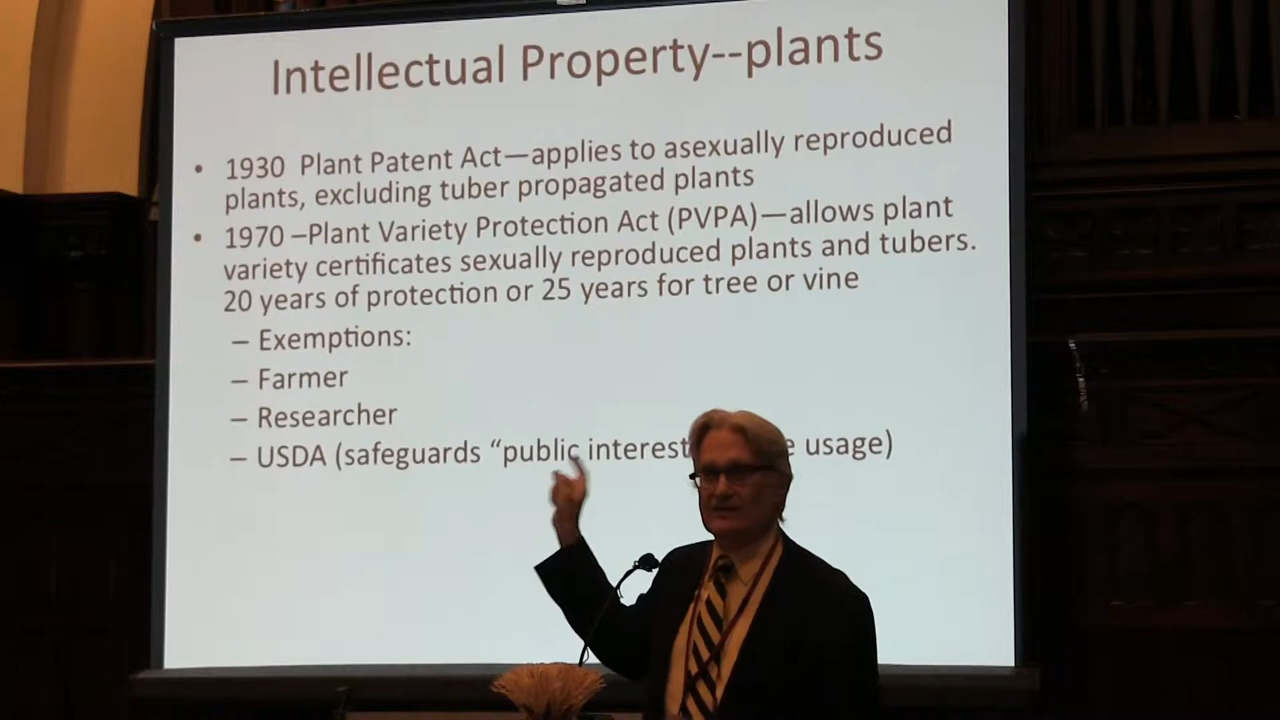 Intellectual Property--plants
• 1930 Plant Patent Act—applies to asexually reproduced
plants, excluding tuber propagated plants
• 1970 –Plant Variety Protection Act (PVPA)—allows plant
variety certificates sexually reproduced plants and tubers.
20 years of protection or 25 years for tree or vine
– Exemptions:
– Farmer
– Researcher
– USDA (safeguards “public interest usage)